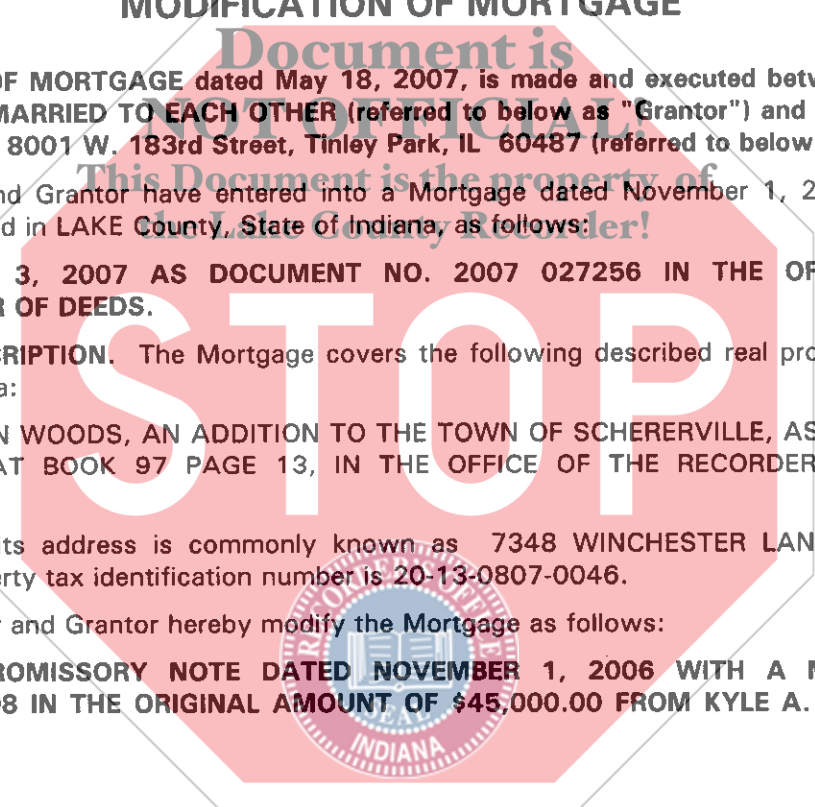 MODIFICATION OF MORTGAGE
Document is
OF MORTGAGE dated May 18, 2007, is made and executed betw
NOT OFFICIAL!
MARRIED TO EACH OTHER (referred to below as "Grantor") and
8001 W. 183rd Street, Tinley Park, IL 60487 (referred to below
This Document is the property of
nd Grantor have entered into a Mortgage dated November 1, 2
the Lake County Recorder!
d in LAKE County, State of Indiana, as follows:
3, 2007 AS DOCUMENT NO. 2007 027256 IN THE OF
R OF DEEDS.
STOP
CRIPTION. The Mortgage covers the following described real pro
a:
N WOODS, AN ADDITION TO THE TOWN OF SCHERERVILLE, AS
AT BOOK 97 PAGE 13, IN THE OFFICE OF THE RECORDER
its address is commonly known as 7348 WINCHESTER LAN
erty tax identification number is 20-13-0807-0046.
r and Grantor hereby modify the Mortgage as follows:
ROMISSORY NOTE DATED NOVEMBER 1, 2006 WITH A M
98 IN THE ORIGINAL AMOUNT OF $45,000.00 FROM KYLE A.
RECORDER'S OFFICE
SEAL
INDIANA